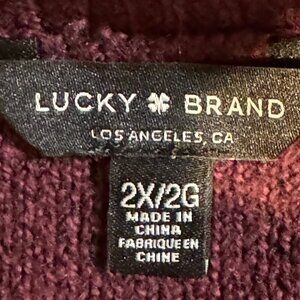 LUCKY BRAND
LOS ANGELES, CA
2X/2G
MADE IN
CHINA
FABRIQUE EN
CHINE